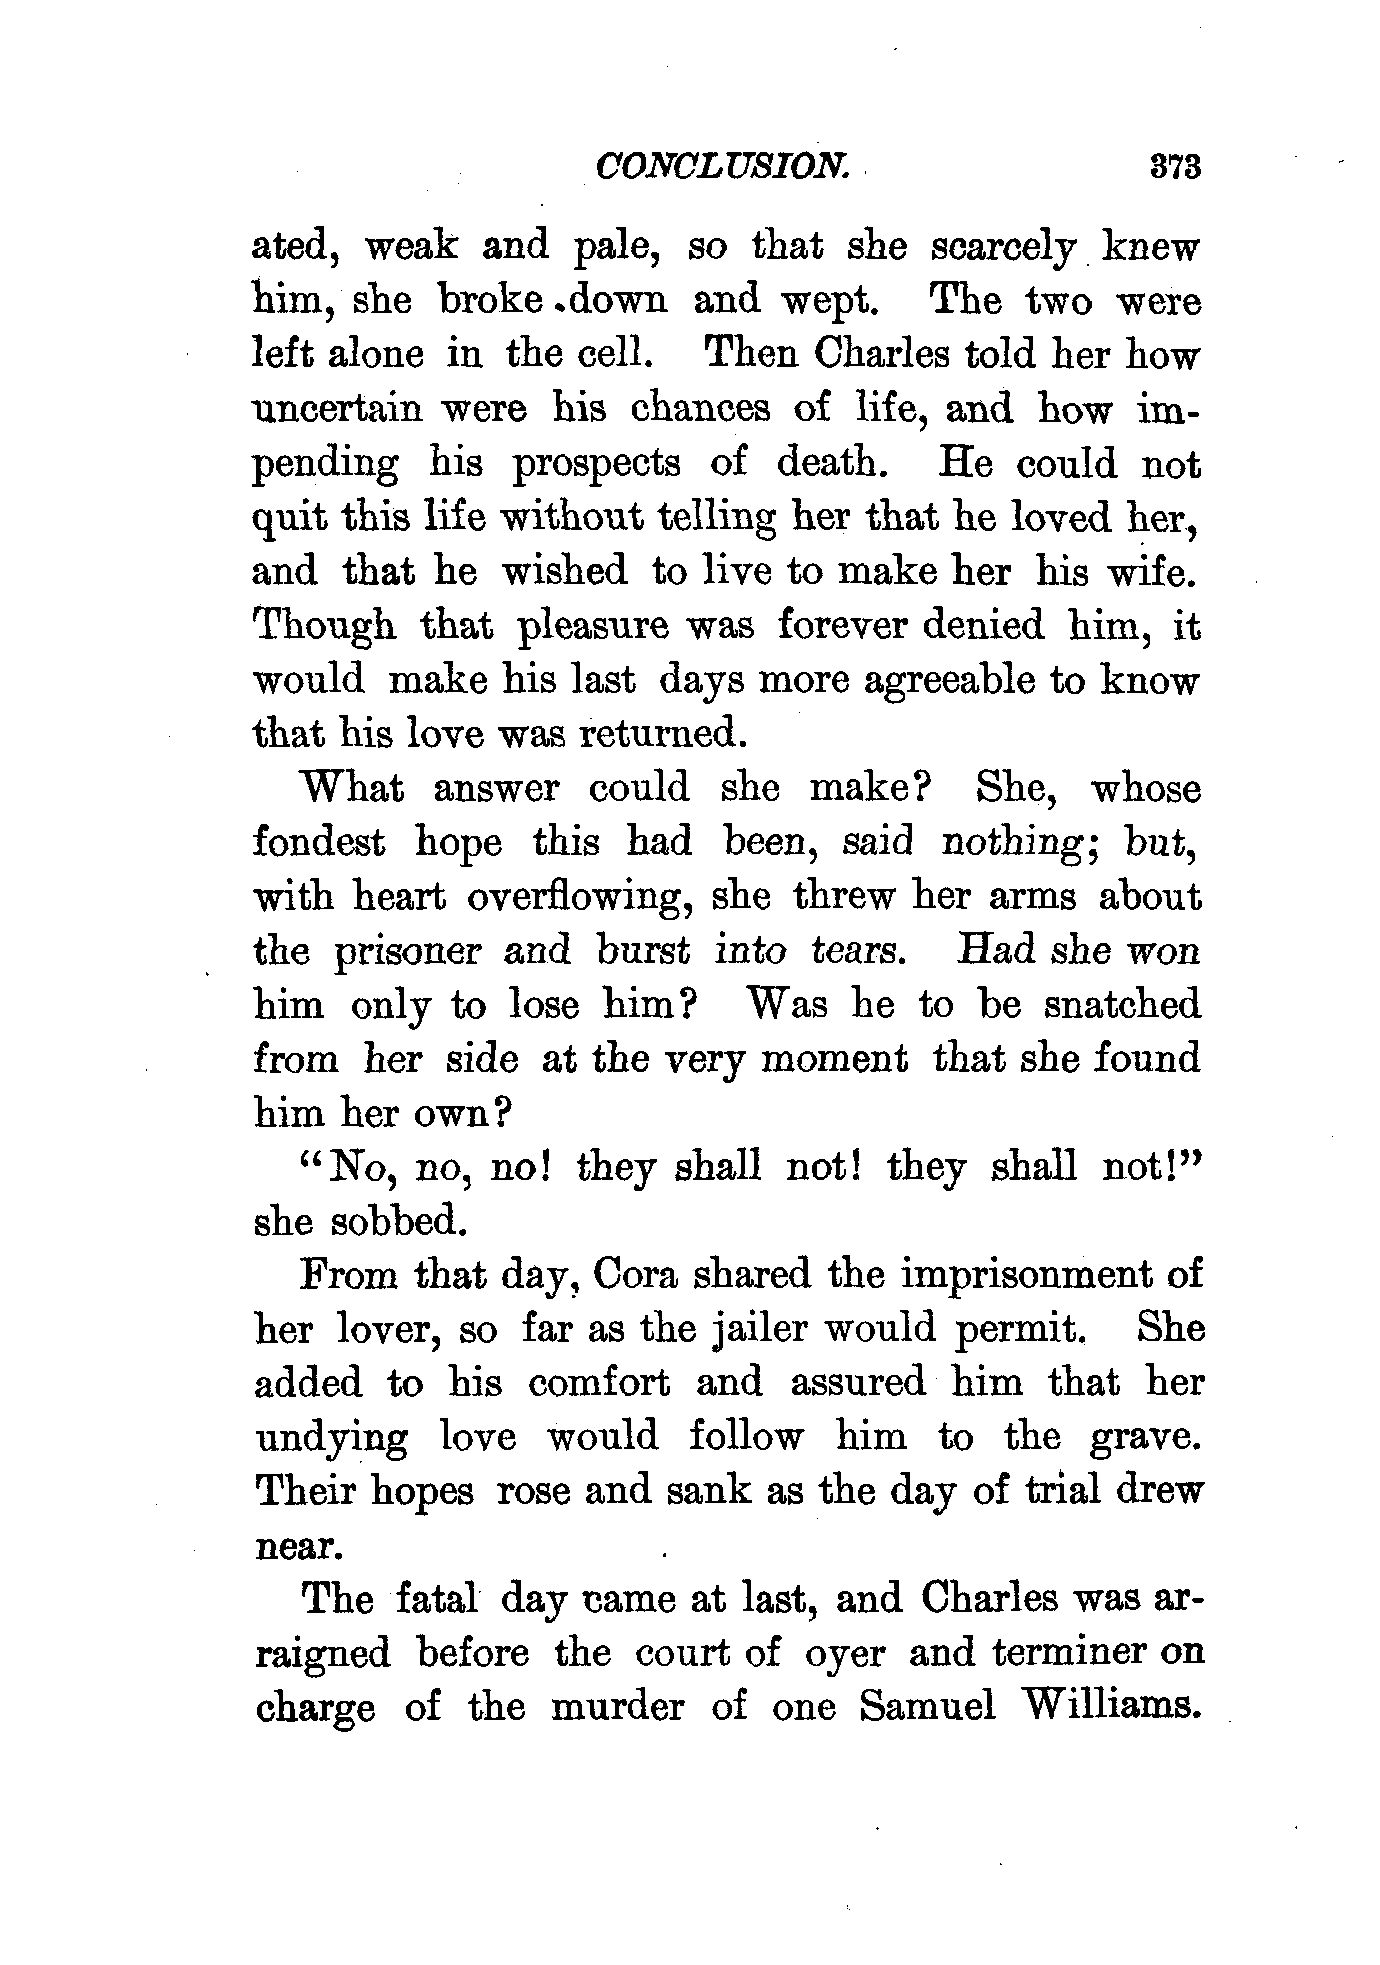 CONCLUSION. 373
ated, weak and pale, so that she scarcely knew
him, she broke down and wept. The two were
left alone in the cell. Then Charles told her how
uncertain were his chances of life, and how im-
pending his prospects of death. He could not
quit this life without telling her that he loved her,
and that he wished to live to make her his wife.
Though that pleasure was forever denied him, it
would make his last days more agreeable to know
that his love was returned.
What answer could she make? She, whose
fondest hope this had been, said nothing; but,
with heart overflowing, she threw her arms about
the prisoner and burst into tears. Had she won
him only to lose him? Was he to be snatched
from her side at the very moment that she found
him her own?
"No, no, no! they shall not! they shall not!"
she sobbed.
From that day, Cora shared the imprisonment of
her lover, so far as the jailer would permit. She
added to his comfort and assured him that her
undying love would follow him to the grave.
Their hopes rose and sank as the day of trial drew
near.
The fatal day came at last, and Charles was ar-
raigned before the court of oyer and terminer on
charge of the murder of one Samuel Williams.